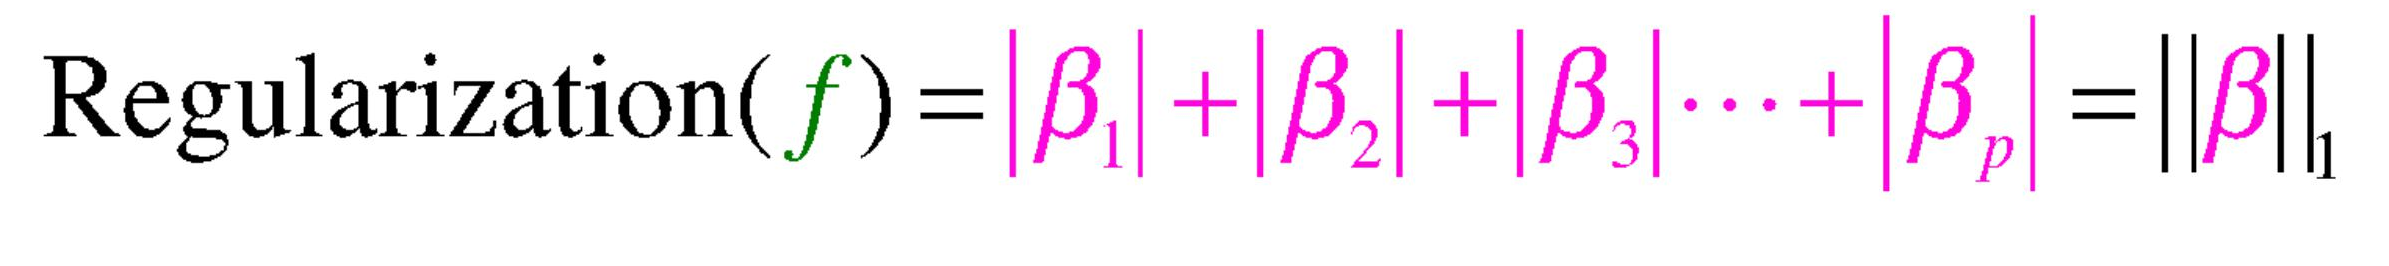 Regularization(f) = |β₁| + |β₂| + |β₃| ⋯ + |βₚ| = ||β||₁